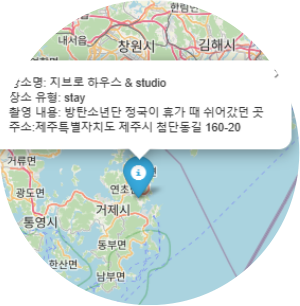 한림면
내서읍
창원시
김해시
소명: 지브로 하우스 & studio
장소 유형: stay
촬영 내용: 방탄소년단 정국이 휴가 때 쉬어갔던 곳
주소:제주특별자치도 제주시 첨단동길 160-20
거류면
연초면
광도면
거제시
통영시
동부면
한산면
남부면